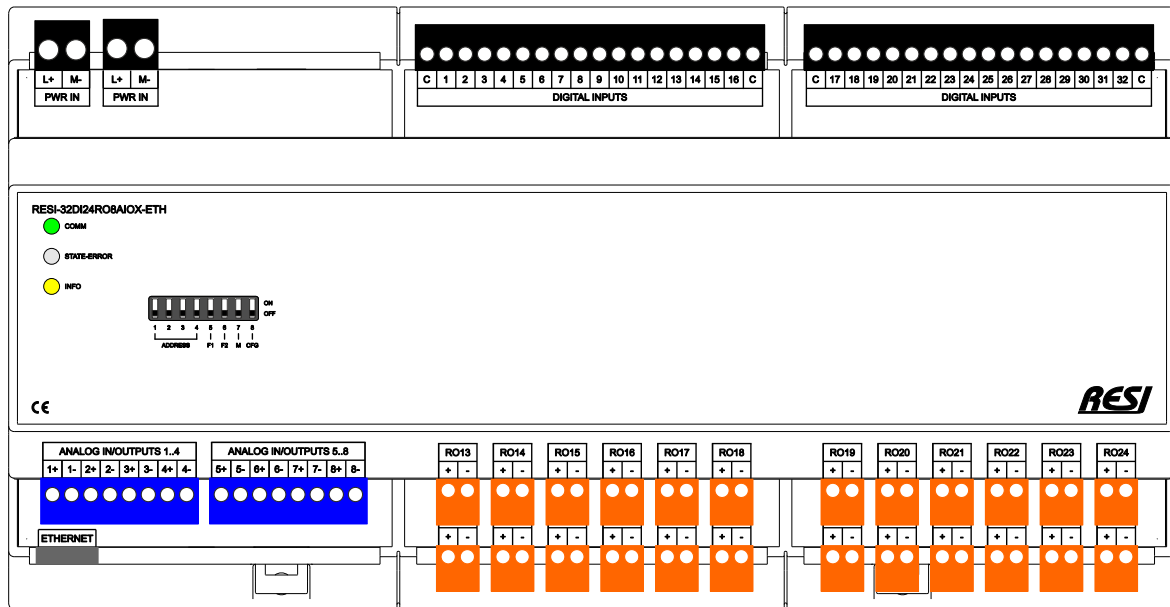 L+ M- L+ M-
PWR IN PWR IN
C 1 2 3 4 5 6 7 8 9 10 11 12 13 14 15 16 C
DIGITAL INPUTS
C 17 18 19 20 21 22 23 24 25 26 27 28 29 30 31 32 C
DIGITAL INPUTS
RESI-32DI24RO8AIOX-ETH
COMM
STATE-ERROR
INFO
ON
OFF
1 2 3 4 5 6 7 8
ADDRESS F1 F2 M CFG
CE
RESI
ANALOG IN/OUTPUTS 1..4 ANALOG IN/OUTPUTS 5..8
1+ 1- 2+ 2- 3+ 3- 4+ 4- 5+ 5- 6+ 6- 7+ 7- 8+ 8-
RO13 RO14 RO15 RO16 RO17 RO18 RO19 RO20 RO21 RO22 RO23 RO24
+ - + - + - + - + - + - + - + - + - + - + - + -
ETHERNET
+ - + - + - + - + - + - + - + - + - + - + - + -